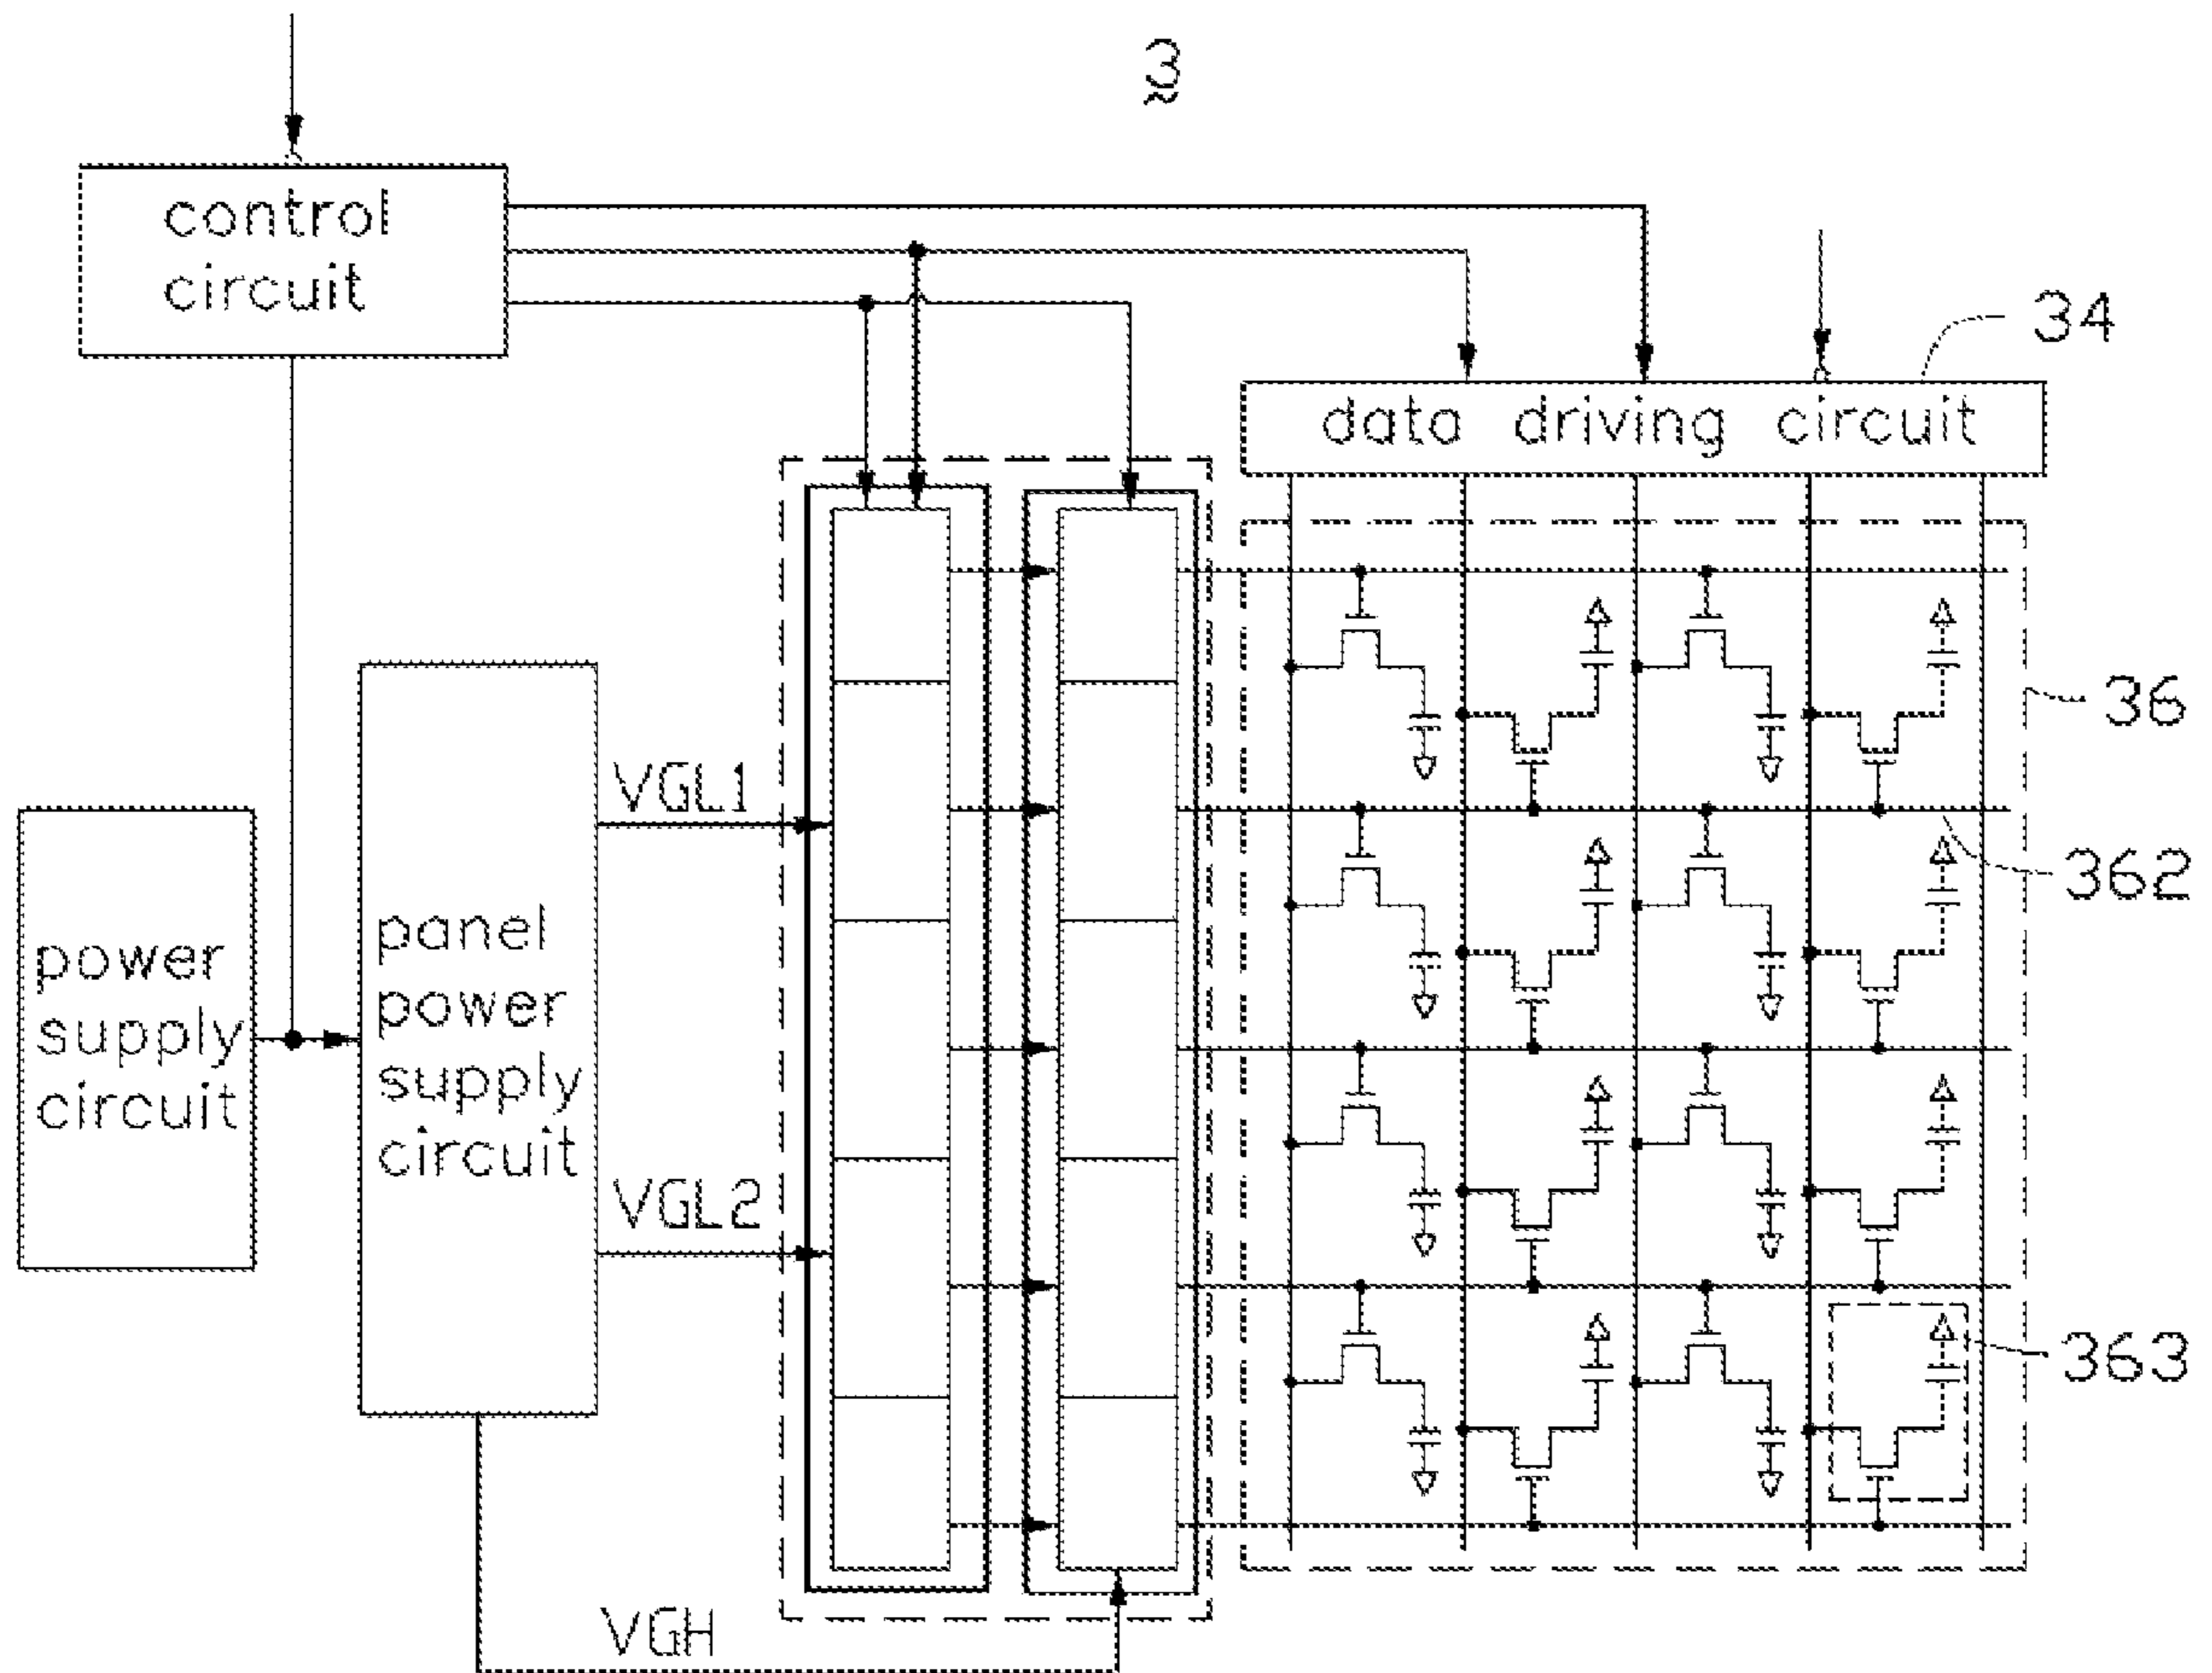 3
control
circuit
34
data driving circuit
36
VGL1
362
power
supply
circuit
panel
power
supply
circuit
VGL2
363
VGH